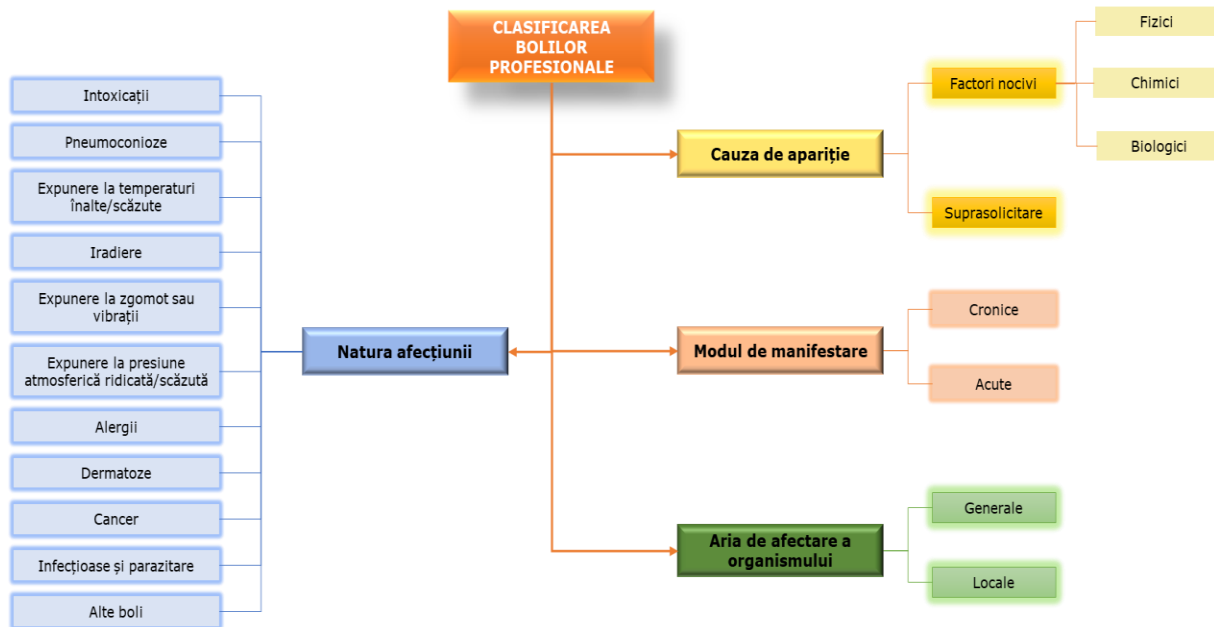 CLASIFICAREA
BOLILOR
PROFESIONALE
Cauza de apariție
Factori nocivi
Fizici
Chimici
Biologici
Suprasolicitare
Modul de manifestare
Cronice
Acute
Aria de afectare a
organismului
Generale
Locale
Natura afecțiunii
Intoxicații
Pneumoconioze
Expunere la temperaturi
înalte/scăzute
Iradiere
Expunere la zgomot sau
vibrații
Expunere la presiune
atmosferică ridicată/scăzută
Alergii
Dermatoze
Cancer
Infecțioase și parazitare
Alte boli